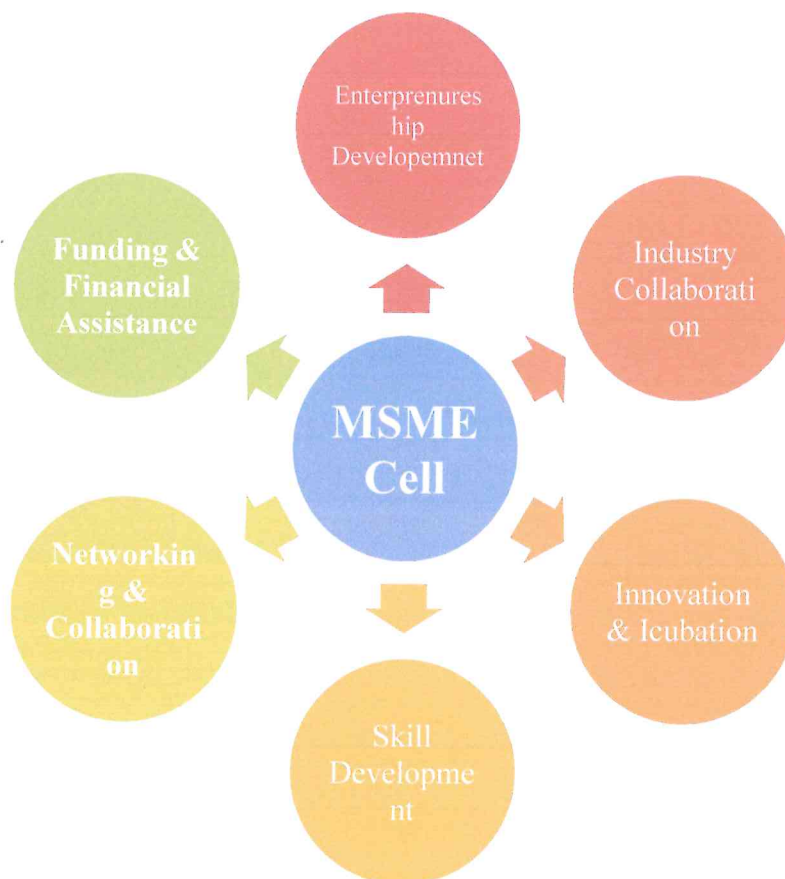 Enterprenures
hip
Developemnet
Funding &
Financial
Assistance
Industry
Collaborati
on
MSME
Cell
Networkin
g &
Collaborati
on
Innovation
& Icubation
Skill
Developme
nt